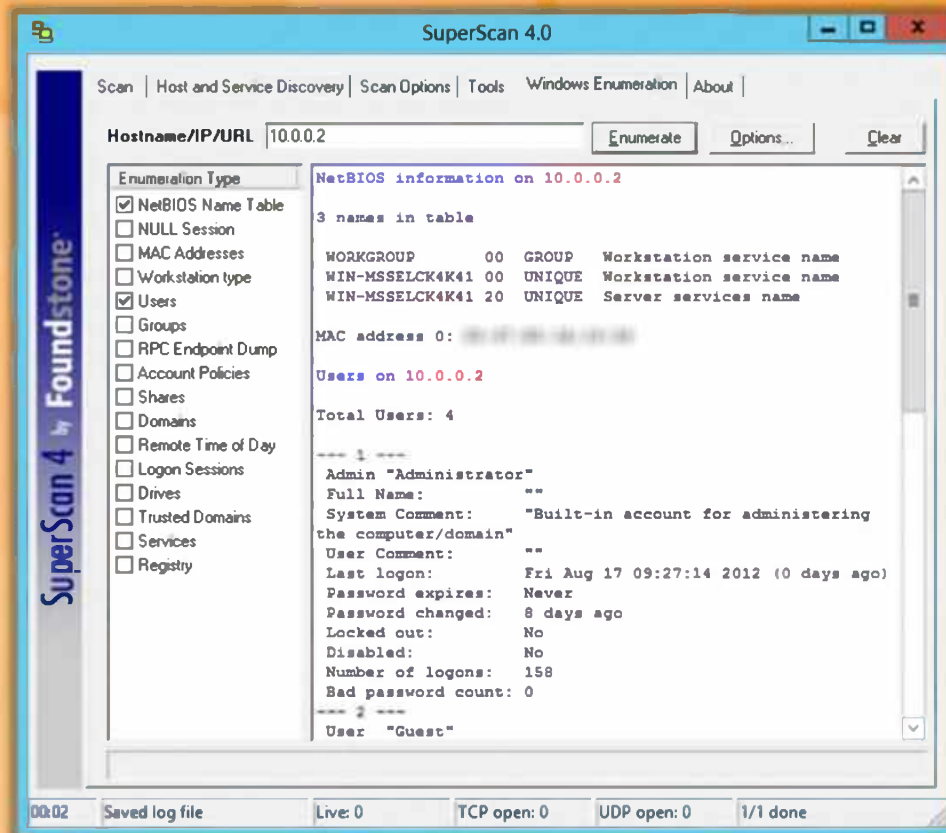 SuperScan 4.0
Scan | Host and Service Discovery | Scan Options | Tools Windows Enumeration | About |
Hostname/IP/URL 10.0.0.2 Enumerate Options... Clear
SuperScan 4 by Foundstone
Enumeration Type
NetBIOS Name Table
NULL Session
MAC Addresses
Workstation type
Users
Groups
RPC Endpoint Dump
Account Policies
Shares
Domains
Remote Time of Day
Logon Sessions
Drives
Trusted Domains
Services
Registry
NetBIOS information on 10.0.0.2
3 names in table
WORKGROUP 00 GROUP Workstation service name
WIN-MSSELCK4K41 00 UNIQUE Workstation service name
WIN-MSSELCK4K41 20 UNIQUE Server services name
MAC address 0:
Users on 10.0.0.2
Total Users: 4
--- 1 ---
Admin "Administrator"
Full Name: ""
System Comment: "Built-in account for administering
the computer/domain"
User Comment: ""
Last logon: Fri Aug 17 09:27:14 2012 (0 days ago)
Password expires: Never
Password changed: 8 days ago
Locked out: No
Disabled: No
Number of logons: 158
Bad password count: 0
--- 2 ---
User "Guest"
00:02 Saved log file Live: 0 TCP open: 0 UDP open: 0 1/1 done